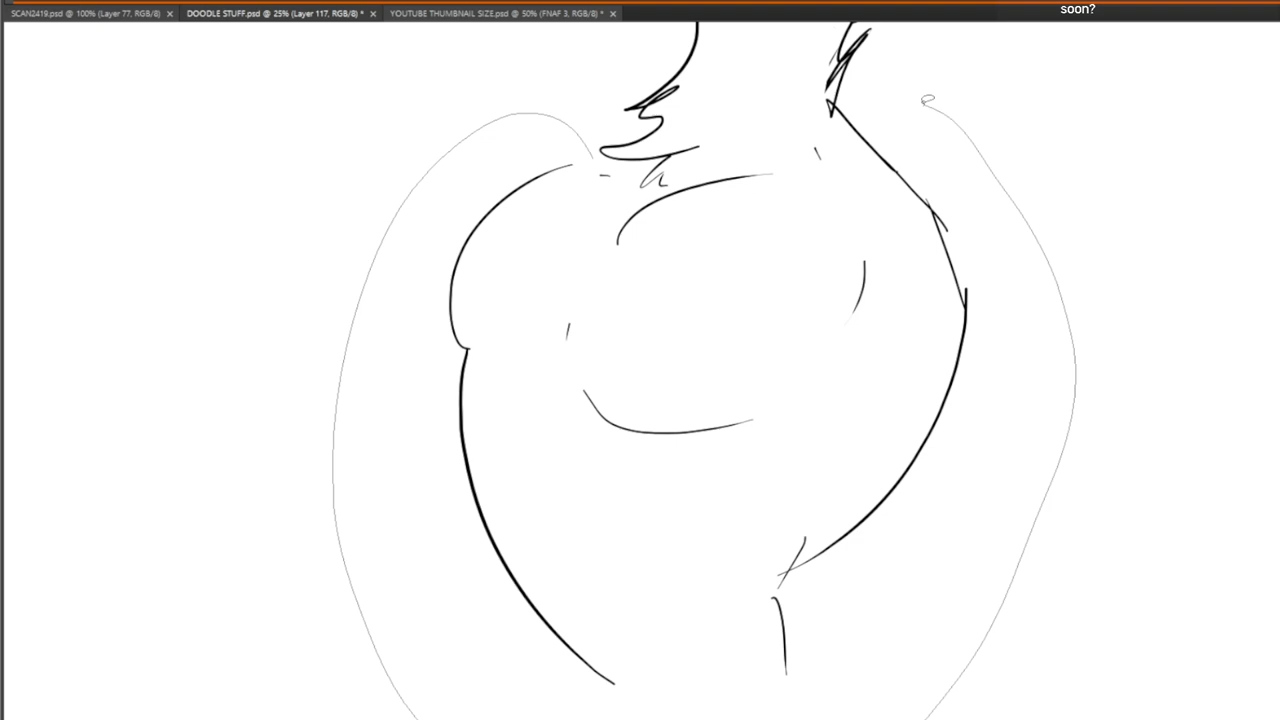 soon?
SCAN2419.psd @ 100% (Layer 77, RGB/8) × DOODLE STUFF.psd @ 25% (Layer 117, RGB/8) * × YOUTUBE THUMBNAIL SIZE.psd @ 50% (FNAF 3, RGB/8) * ×